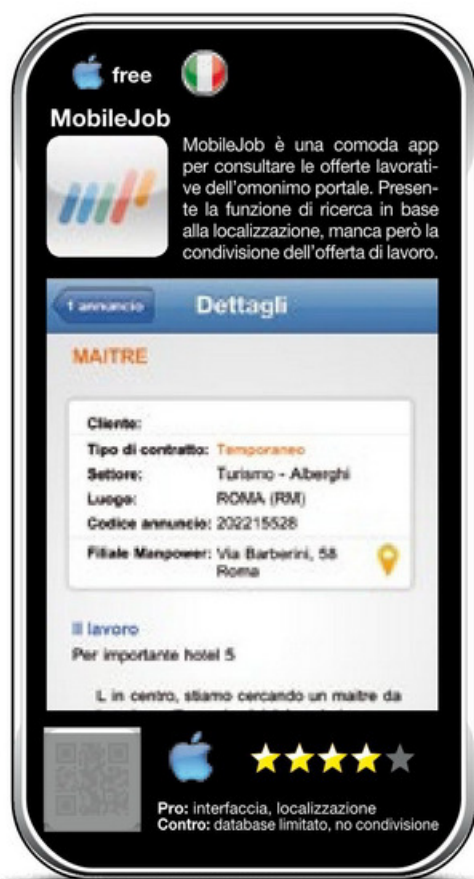 free
MobileJob
MobileJob è una comoda app
per consultare le offerte lavorati-
ve dell'omonimo portale. Presen-
te la funzione di ricerca in base
alla localizzazione, manca però la
condivisione dell'offerta di lavoro.
1 annuncio
Dettagli
MAITRE
Cliente:
Tipo di contratto: Temporaneo
Settore: Turismo - Alberghi
Luogo: ROMA (RM)
Codice annuncio: 202215528
Filiale Manpower: Via Barberini, 58
Roma
Il lavoro
Per importante hotel 5
L in centro, stiamo cercando un maitre da
Pro: interfaccia, localizzazione
Contro: database limitato, no condivisione